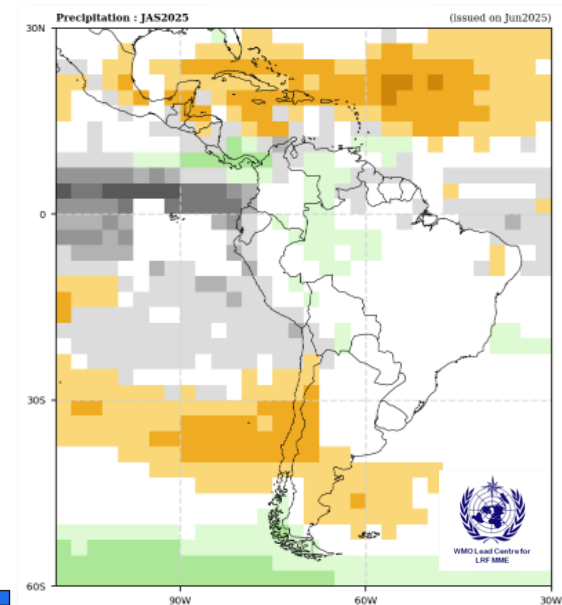 Precipitation : JAS2025
(issued on Jun2025)
30N
0
30S
60S
90W
60W
30W
WMO Lead Centre for
LRF MME